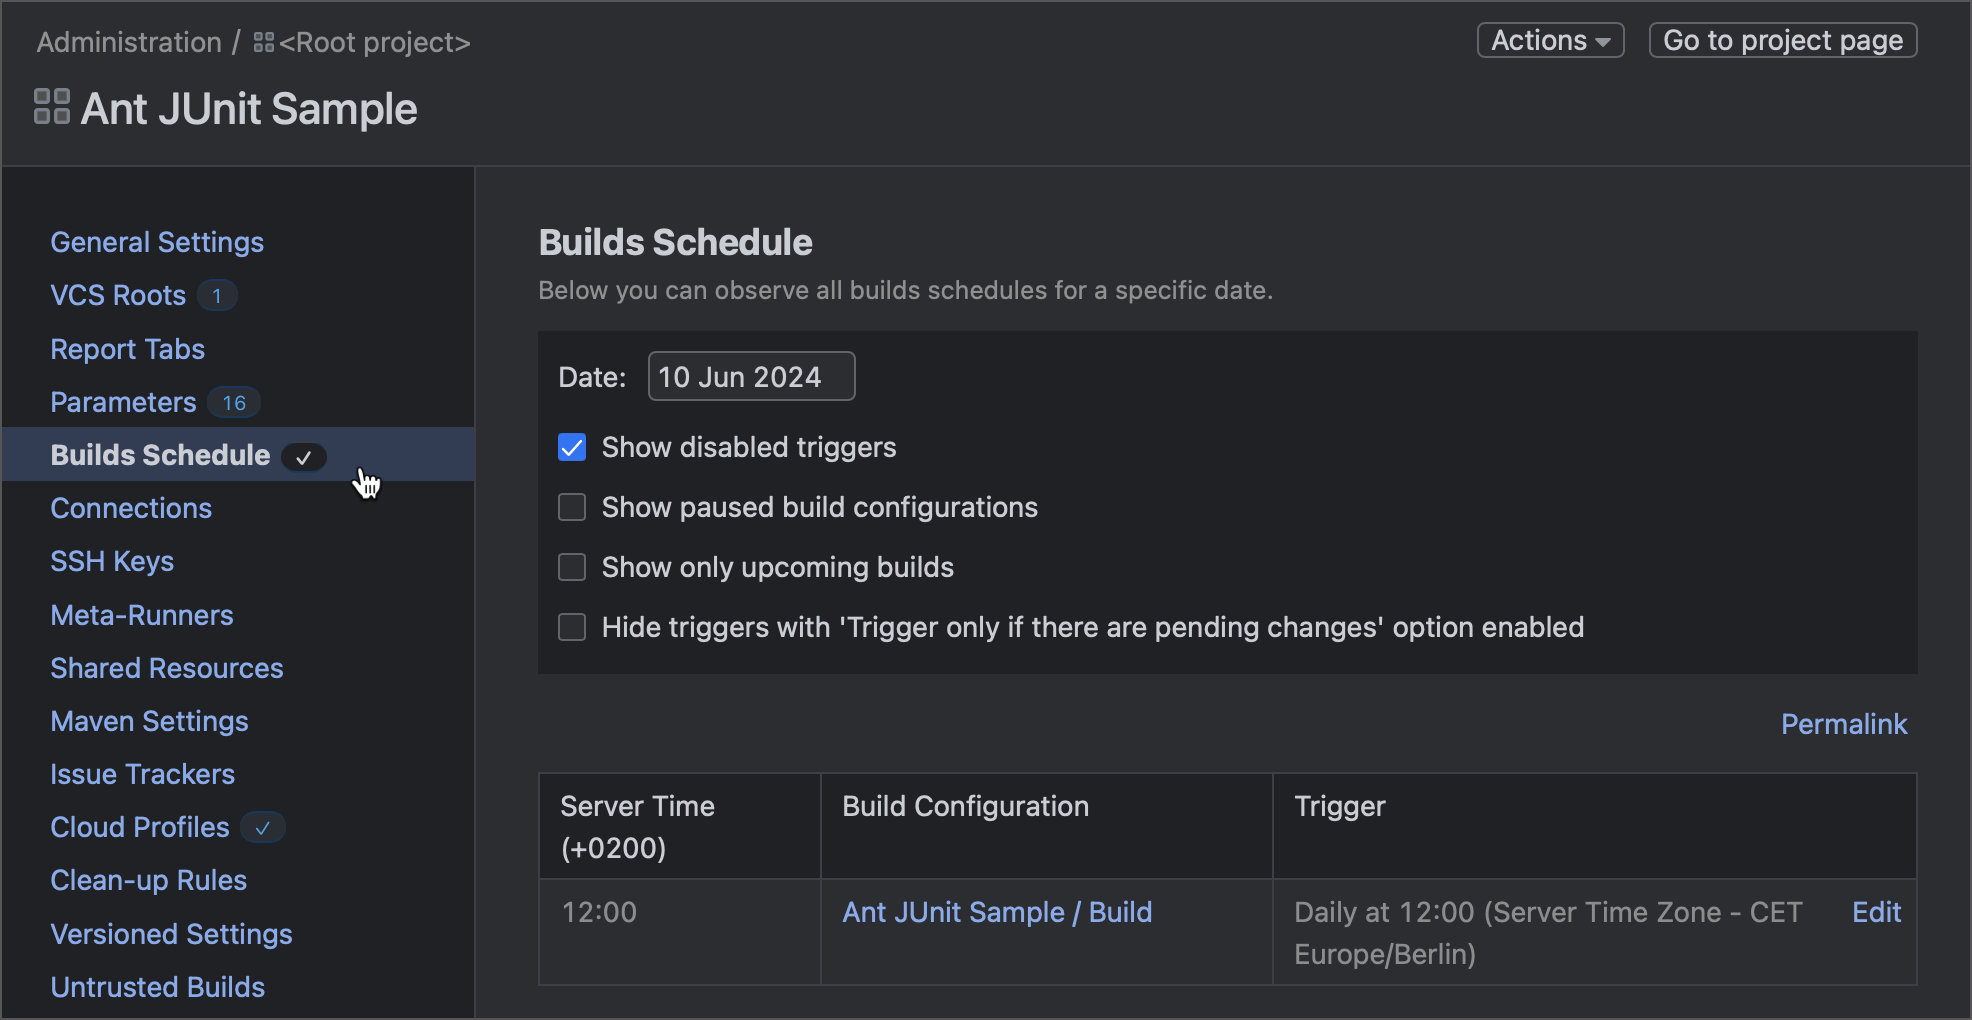 Administration / <Root project>
Actions
Go to project page
Ant JUnit Sample
General Settings
VCS Roots 1
Report Tabs
Parameters 16
Builds Schedule
Connections
SSH Keys
Meta-Runners
Shared Resources
Maven Settings
Issue Trackers
Cloud Profiles
Clean-up Rules
Versioned Settings
Untrusted Builds
Builds Schedule
Below you can observe all builds schedules for a specific date.
Date: 10 Jun 2024
Show disabled triggers
Show paused build configurations
Show only upcoming builds
Hide triggers with 'Trigger only if there are pending changes' option enabled
Permalink
Server Time
(+0200)
Build Configuration
Trigger
12:00
Ant JUnit Sample / Build
Daily at 12:00 (Server Time Zone - CET
Europe/Berlin)
Edit